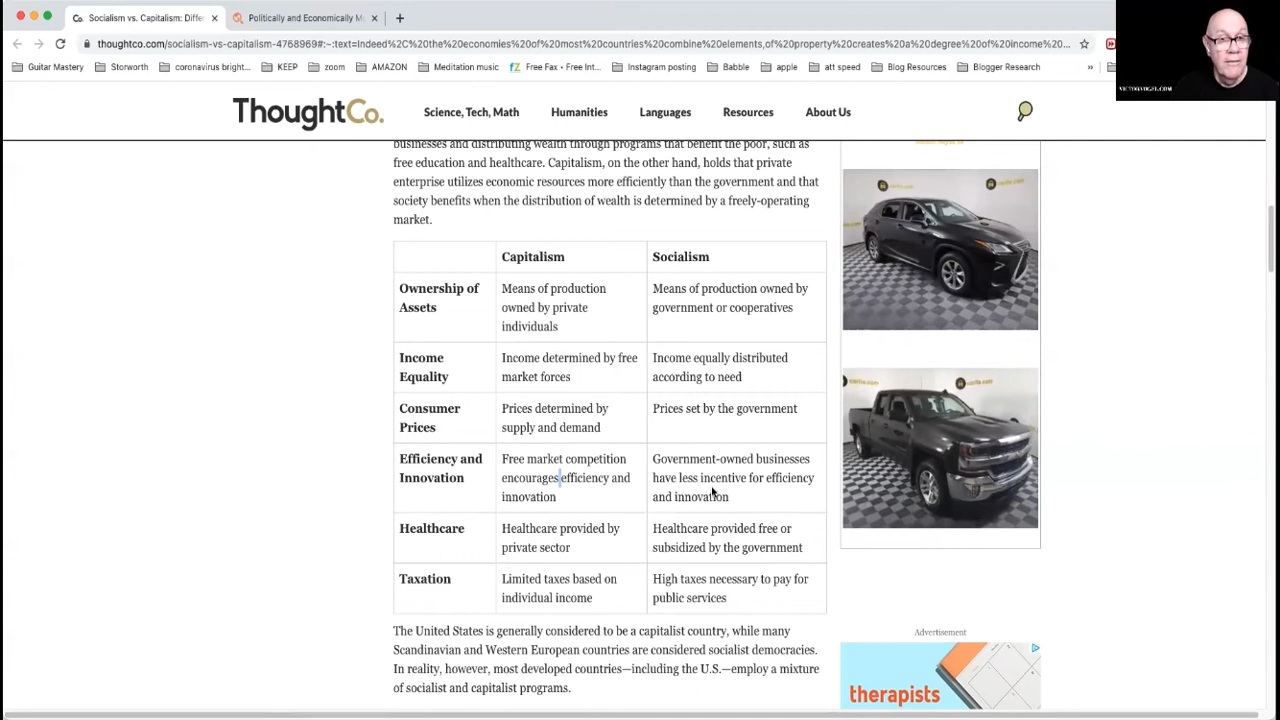 Co. Socialism vs. Capitalism: Diffe
Politically and Economically M
thoughtco.com/socialism-vs-capitalism-4768969#:~:text=Indeed%2C%20the%20economies%20of%20most%20countries%20combine%20elements,of%20property%20creates%20a%20degree%20of%20income%20...
Guitar Mastery
Storworth
coronavirus bright...
KEEP
zoom
AMAZON
Meditation music
Free Fax • Free Int...
Instagram posting
Babble
apple
att speed
Blog Resources
Blogger Research
VICTORVOGEL.COM
ThoughtCo.
Science, Tech, Math
Humanities
Languages
Resources
About Us
businesses and distributing wealth through programs that benefit the poor, such as
free education and healthcare. Capitalism, on the other hand, holds that private
enterprise utilizes economic resources more efficiently than the government and that
society benefits when the distribution of wealth is determined by a freely-operating
market.
Capitalism
Socialism
Ownership of
Assets
Means of production
owned by private
individuals
Means of production owned by
government or cooperatives
Income
Equality
Income determined by free
market forces
Income equally distributed
according to need
Consumer
Prices
Prices determined by
supply and demand
Prices set by the government
Efficiency and
Innovation
Free market competition
encourages efficiency and
innovation
Government-owned businesses
have less incentive for efficiency
and innovation
Healthcare
Healthcare provided by
private sector
Healthcare provided free or
subsidized by the government
Taxation
Limited taxes based on
individual income
High taxes necessary to pay for
public services
The United States is generally considered to be a capitalist country, while many
Scandinavian and Western European countries are considered socialist democracies.
In reality, however, most developed countries—including the U.S.—employ a mixture
of socialist and capitalist programs.
Advertisement
therapists